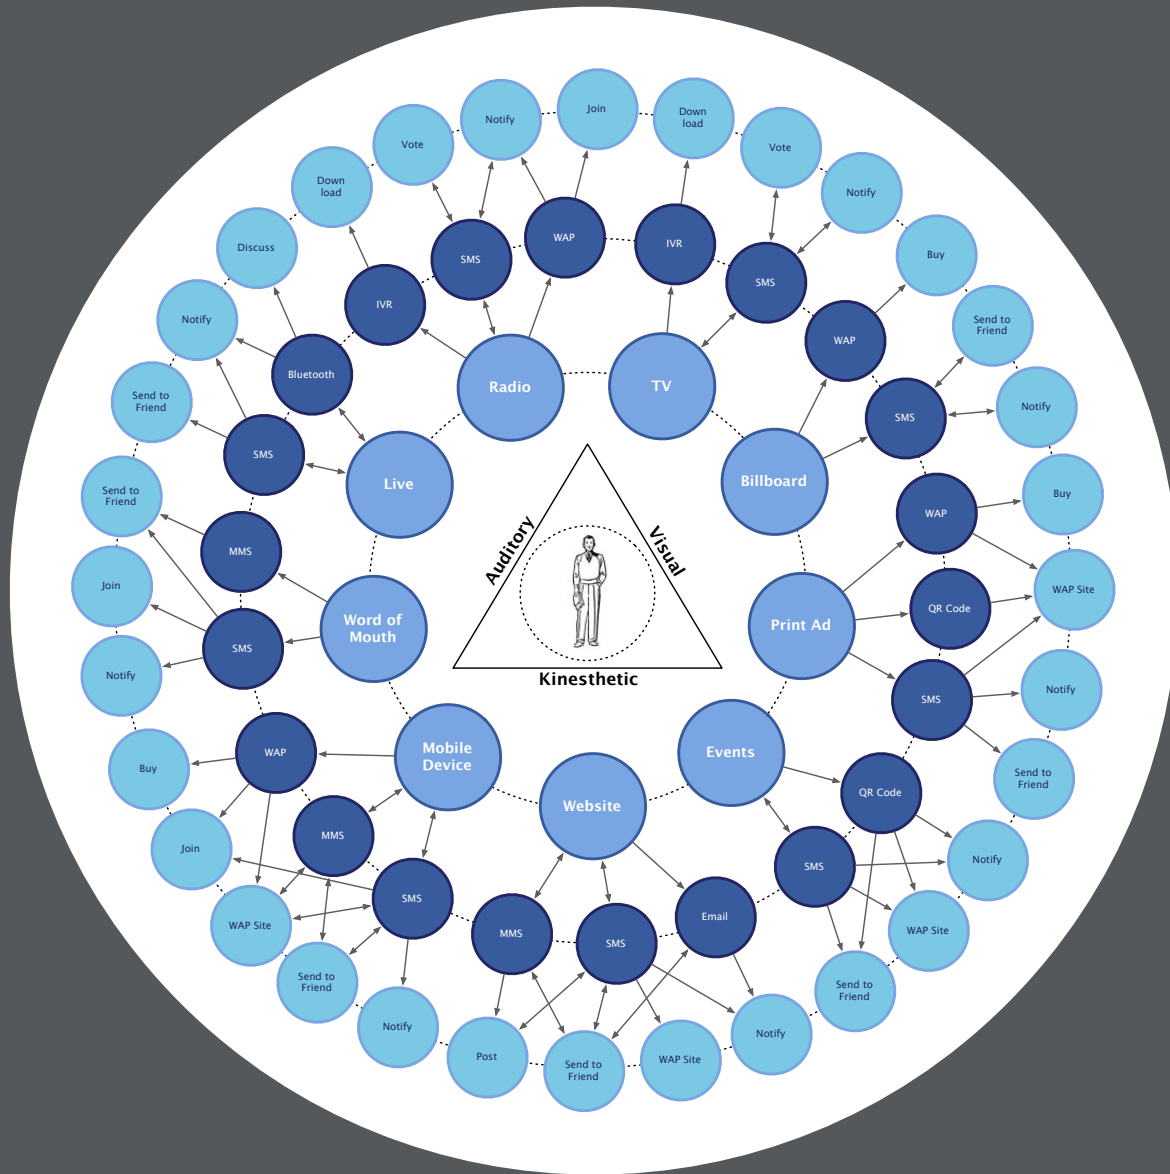 Join
Notify
Down
load
Vote
Vote
Down
load
Notify
Discuss
Buy
Notify
Send to
Friend
Send to
Friend
Notify
Send to
Friend
Buy
Join
WAP Site
Notify
Notify
Buy
Send to
Friend
Join
Notify
WAP Site
WAP Site
Send to
Friend
Send to
Friend
Notify
Notify
Post
Send to
Friend
WAP Site
WAP
IVR
SMS
SMS
IVR
WAP
Bluetooth
SMS
SMS
WAP
MMS
QR Code
SMS
SMS
WAP
QR Code
MMS
SMS
SMS
Email
MMS
SMS
Radio
TV
Live
Billboard
Word of
Mouth
Print Ad
Mobile
Device
Events
Website
Auditory
Visual
Kinesthetic